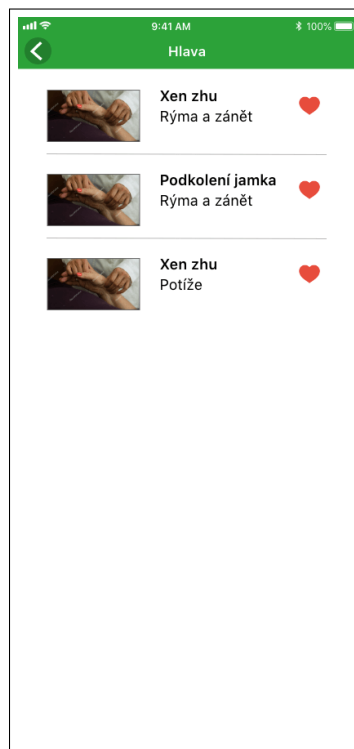 9:41 AM
100%
Hlava
Xen zhu
Rýma a zánět
Podkolení jamka
Rýma a zánět
Xen zhu
Potíže